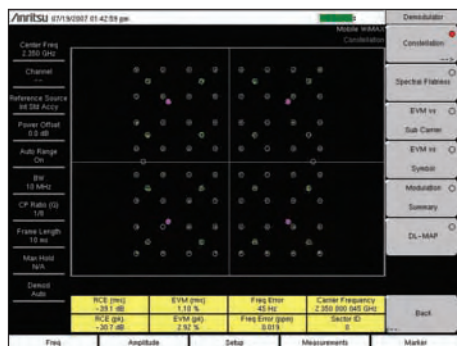 Anritsu 07/19/2007 01:42:59 pm
Mobile WiMAX
Constellation
Center Freq
2.350 GHz
Channel
--
Reference Source
Int Std Accy
Power Offset
0.0 dB
Auto Range
On
BW
10 MHz
CP Ratio (G)
1/8
Frame Length
10 ms
Max Hold
N/A
Demod
Auto
RCE (rms)
-39.1 dB
EVM (rms)
1.10 %
Freq Error
45 Hz
Carrier Frequency
2.350 000 045 GHz
RCE (pk)
-30.7 dB
EVM (pk)
2.92 %
Freq Error (ppm)
0.019
Sector ID
0
Demodulator
Constellation
-->
Spectral Flatness
EVM vs
Sub Carrier
EVM vs
Symbol
Modulation
Summary
DL-MAP
Back
<--
Freq
Amplitude
Setup
Measurements
Marker